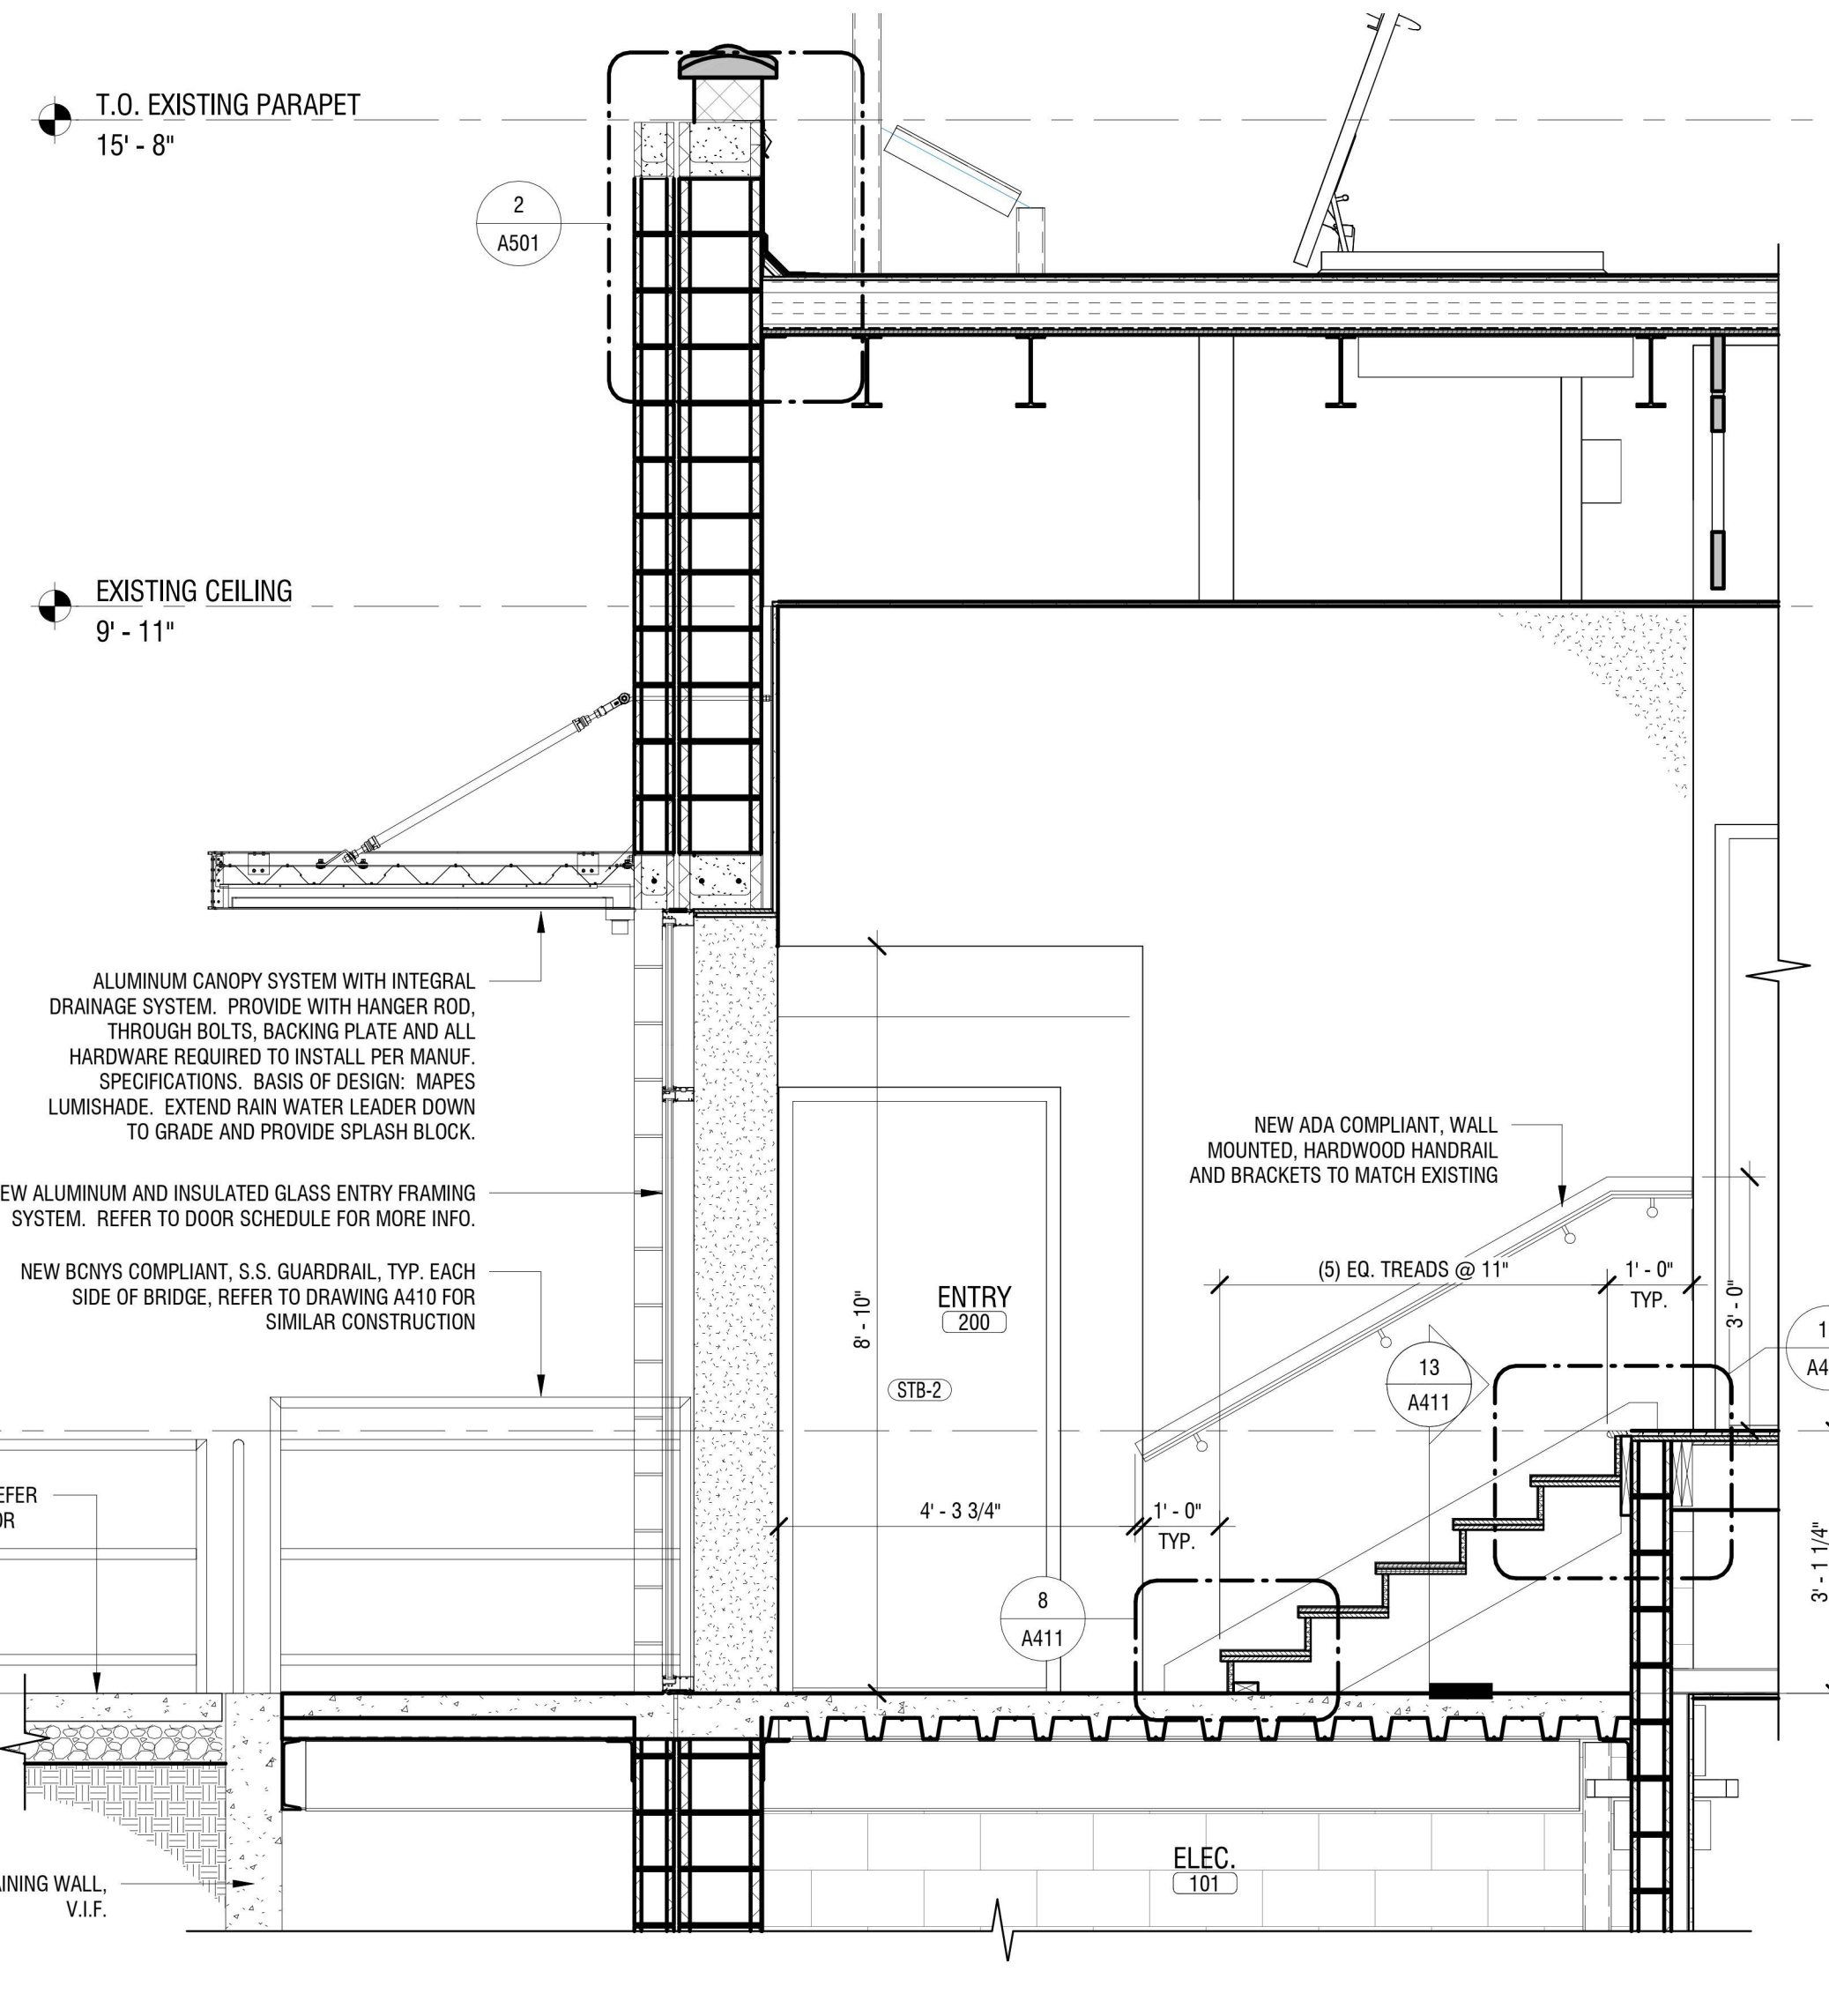 T.O. EXISTING PARAPET
15' - 8"
2
A501
EXISTING CEILING
9' - 11"
ALUMINUM CANOPY SYSTEM WITH INTEGRAL
DRAINAGE SYSTEM. PROVIDE WITH HANGER ROD,
THROUGH BOLTS, BACKING PLATE AND ALL
HARDWARE REQUIRED TO INSTALL PER MANUF.
SPECIFICATIONS. BASIS OF DESIGN: MAPES
LUMISHADE. EXTEND RAIN WATER LEADER DOWN
TO GRADE AND PROVIDE SPLASH BLOCK.
EW ALUMINUM AND INSULATED GLASS ENTRY FRAMING
SYSTEM. REFER TO DOOR SCHEDULE FOR MORE INFO.
NEW BCNYS COMPLIANT, S.S. GUARDRAIL, TYP. EACH
SIDE OF BRIDGE, REFER TO DRAWING A410 FOR
SIMILAR CONSTRUCTION
NEW ADA COMPLIANT, WALL
MOUNTED, HARDWOOD HANDRAIL
AND BRACKETS TO MATCH EXISTING
(5) EQ. TREADS @ 11"
1' - 0"
TYP.
3' - 0"
8' - 10"
ENTRY
200
STB-2
13
A411
1
A4
EFER
OR
4' - 3 3/4"
1' - 0"
TYP.
8
A411
3' - 1 1/4"
ELEC.
101
AINING WALL,
V.I.F.